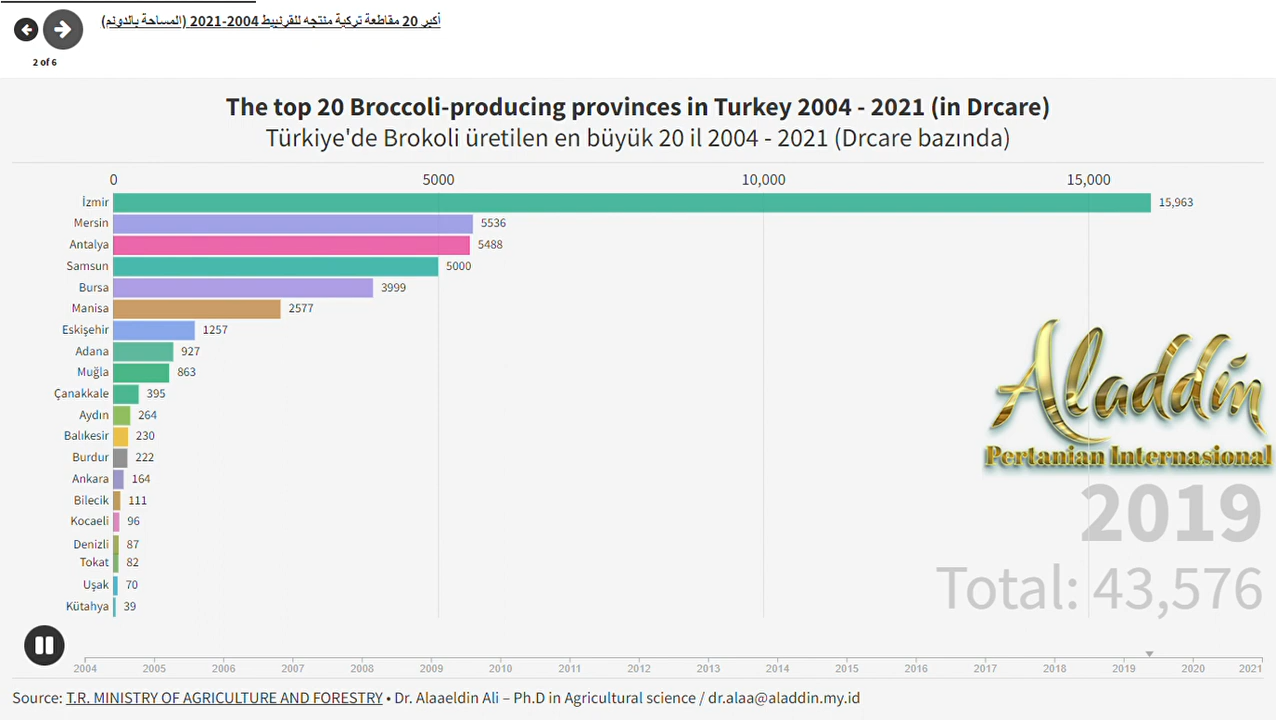 أكبر 20 مقاطعة تركية منتجه للقرنبيط 2004-2021 (المساحة بالدونم)
2 of 6
The top 20 Broccoli-producing provinces in Turkey 2004 - 2021 (in Drcare)
Türkiye'de Brokoli üretilen en büyük 20 il 2004 - 2021 (Drcare bazında)
0 5000 10,000 15,000
İzmir 15,963
Mersin 5536
Antalya 5488
Samsun 5000
Bursa 3999
Manisa 2577
Eskişehir 1257
Adana 927
Muğla 863
Çanakkale 395
Aydın 264
Balıkesir 230
Burdur 222
Ankara 164
Bilecik 111
Kocaeli 96
Denizli 87
Tokat 82
Uşak 70
Kütahya 39
Aladdin
Pertanian Internasional
2019
Total: 43,576
2004 2005 2006 2007 2008 2009 2010 2011 2012 2013 2014 2015 2016 2017 2018 2019 2020 2021
Source: T.R. MINISTRY OF AGRICULTURE AND FORESTRY • Dr. Alaaeldin Ali – Ph.D in Agricultural science / dr.alaa@aladdin.my.id